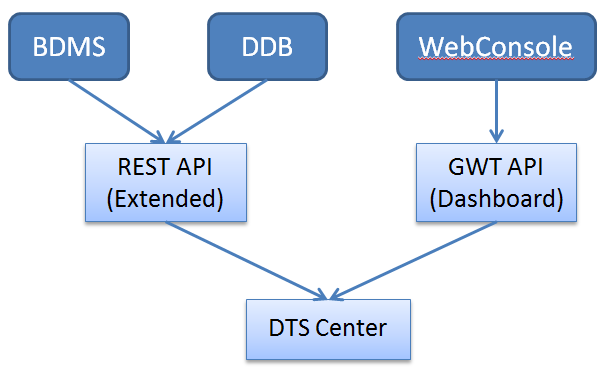 BDMS
DDB
WebConsole
REST API
(Extended)
GWT API
(Dashboard)
DTS Center